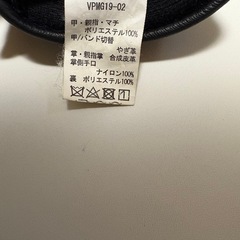 VPMG19-02
甲・親指・マチ
ポリエステル100%
甲/バンド切替
やぎ革
掌・親指掌 合成皮革
掌側手口
ナイロン100%
裏 ポリエステル100%